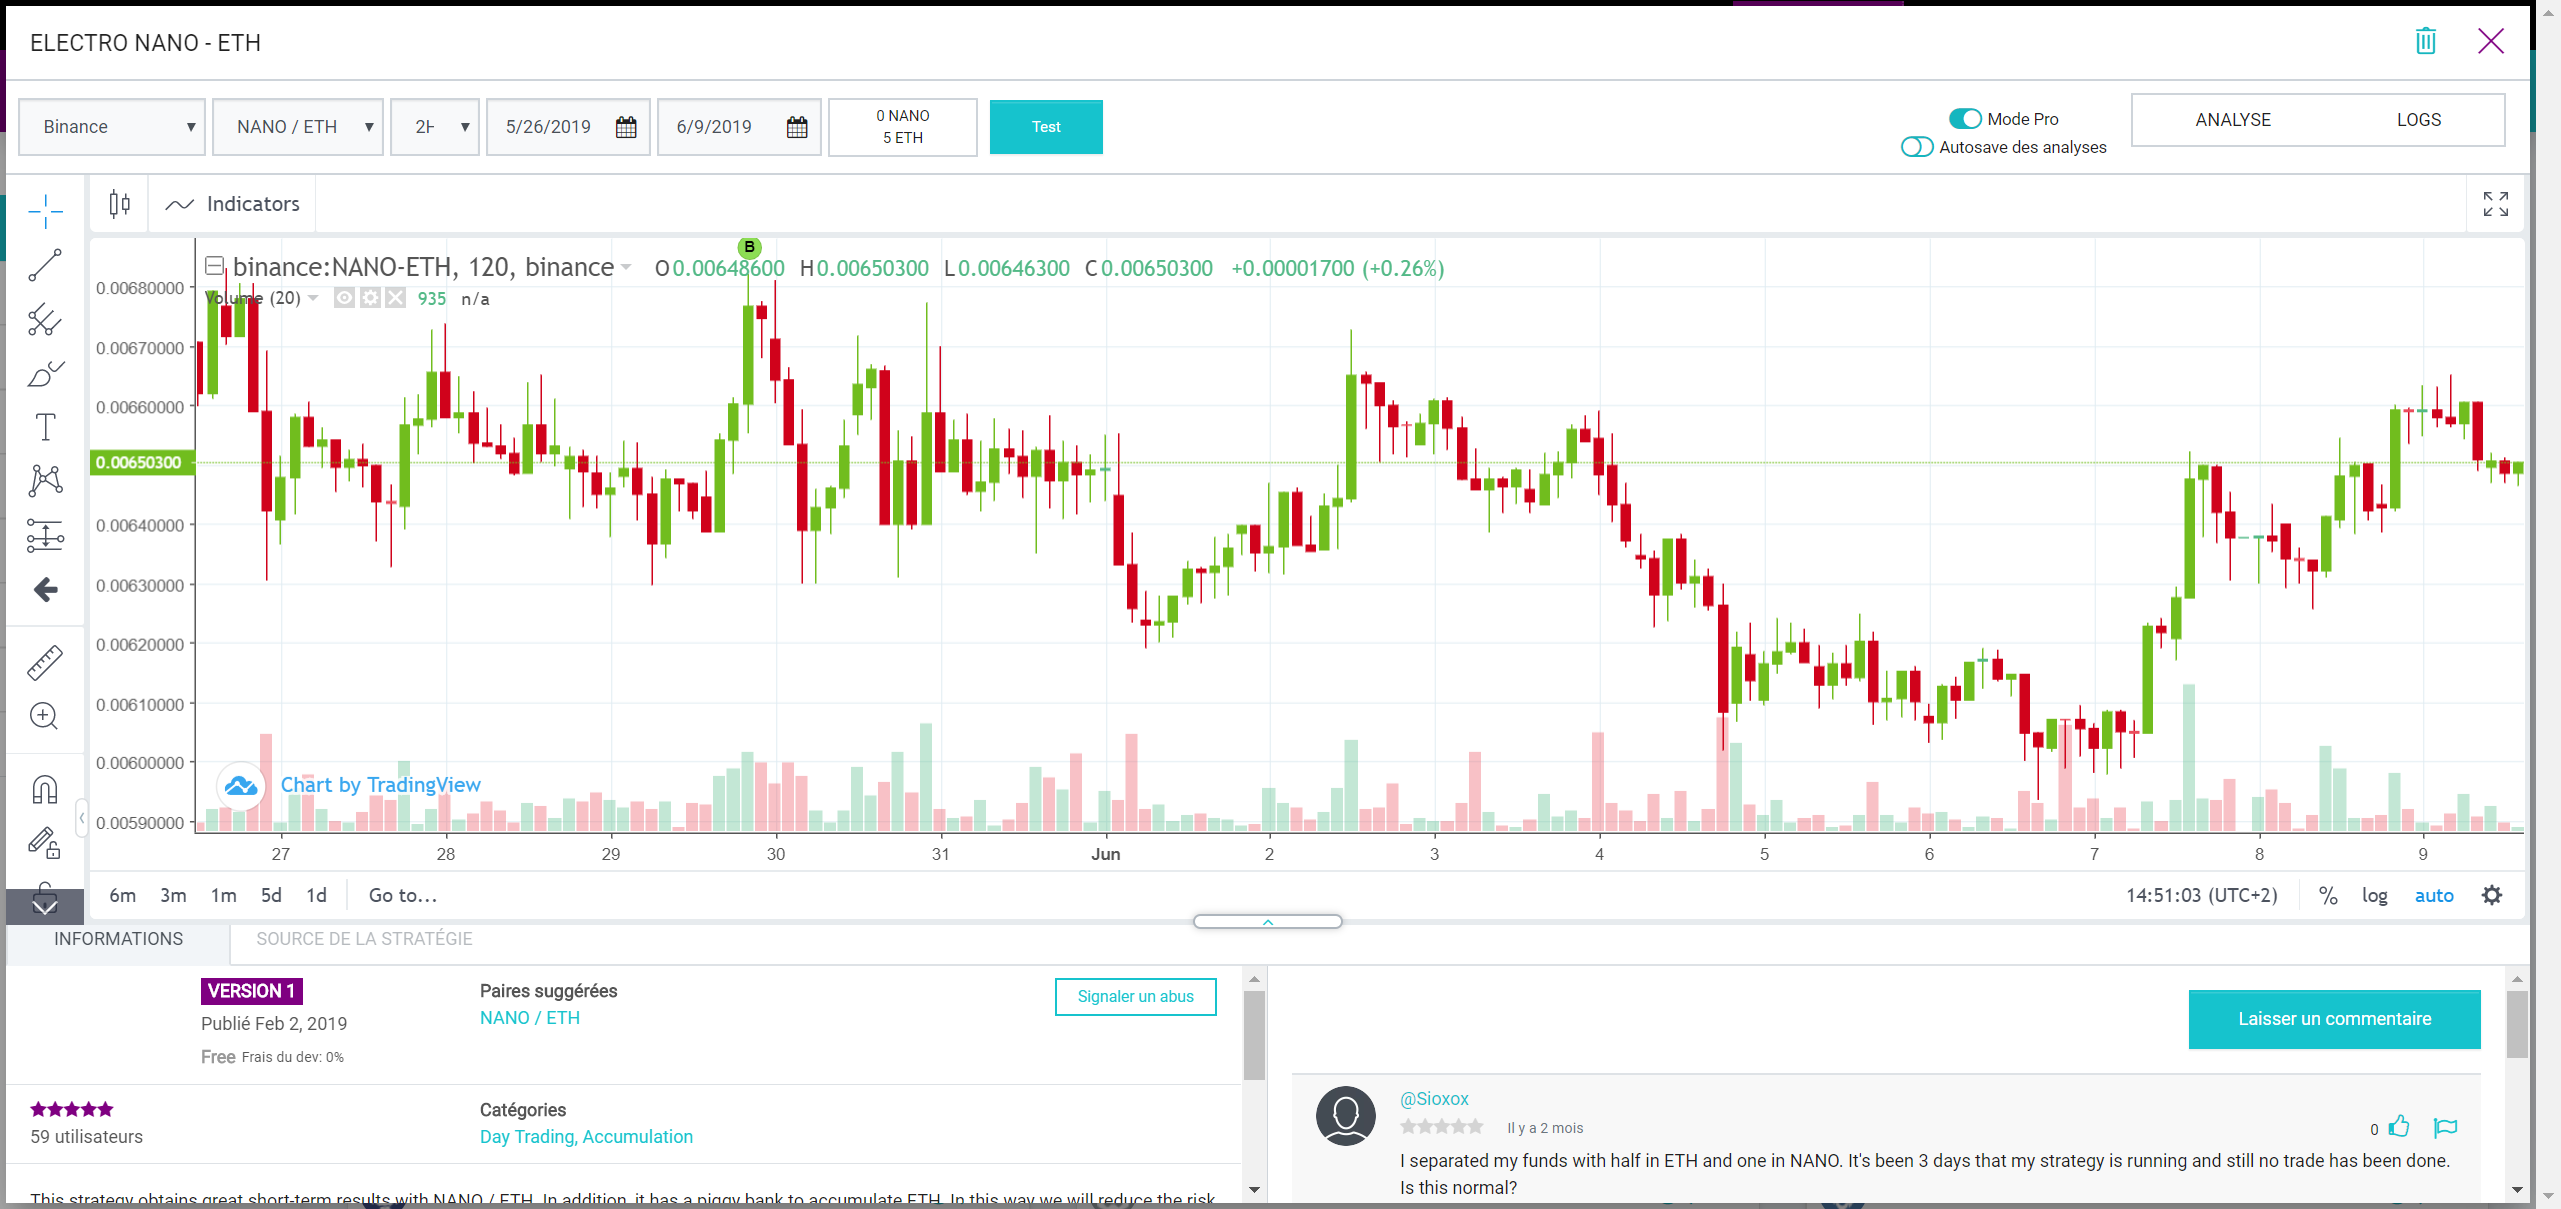 ELECTRO NANO - ETH
Binance
NANO / ETH
5/26/2019
6/9/2019
0 NANO
5 ETH
Test
Mode Pro
Autosave des analyses
ANALYSE
LOGS
Indicators
B
binance:NANO-ETH, 120, binance O0.00648600 H0.00650300 L0.00646300 C0.00650300 +0.00001700 (+0.26%)
Volume (20) 935 n/a
0.00680000
0.00670000
0.00660000
0.00650300
0.00640000
0.00630000
0.00620000
0.00610000
0.00600000
0.00590000
Chart by TradingView
27 28 29 30 31 Jun 2 3 4 5 6 7 8 9
6m 3m 1m 5d 1d Go to...
14:51:03 (UTC+2) % log auto
INFORMATIONS
SOURCE DE LA STRATÉGIE
VERSION 1
Publié Feb 2, 2019
Free Frais du dev: 0%
Paires suggérées
NANO / ETH
Signaler un abus
59 utilisateurs
Catégories
Day Trading, Accumulation
This strategy obtains great short-term results with NANO / ETH. In addition, it has a piggy bank to accumulate ETH. In this way we will reduce the risk
Laisser un commentaire
@Sioxox
Il y a 2 mois
0
I separated my funds with half in ETH and one in NANO. It's been 3 days that my strategy is running and still no trade has been done.
Is this normal?